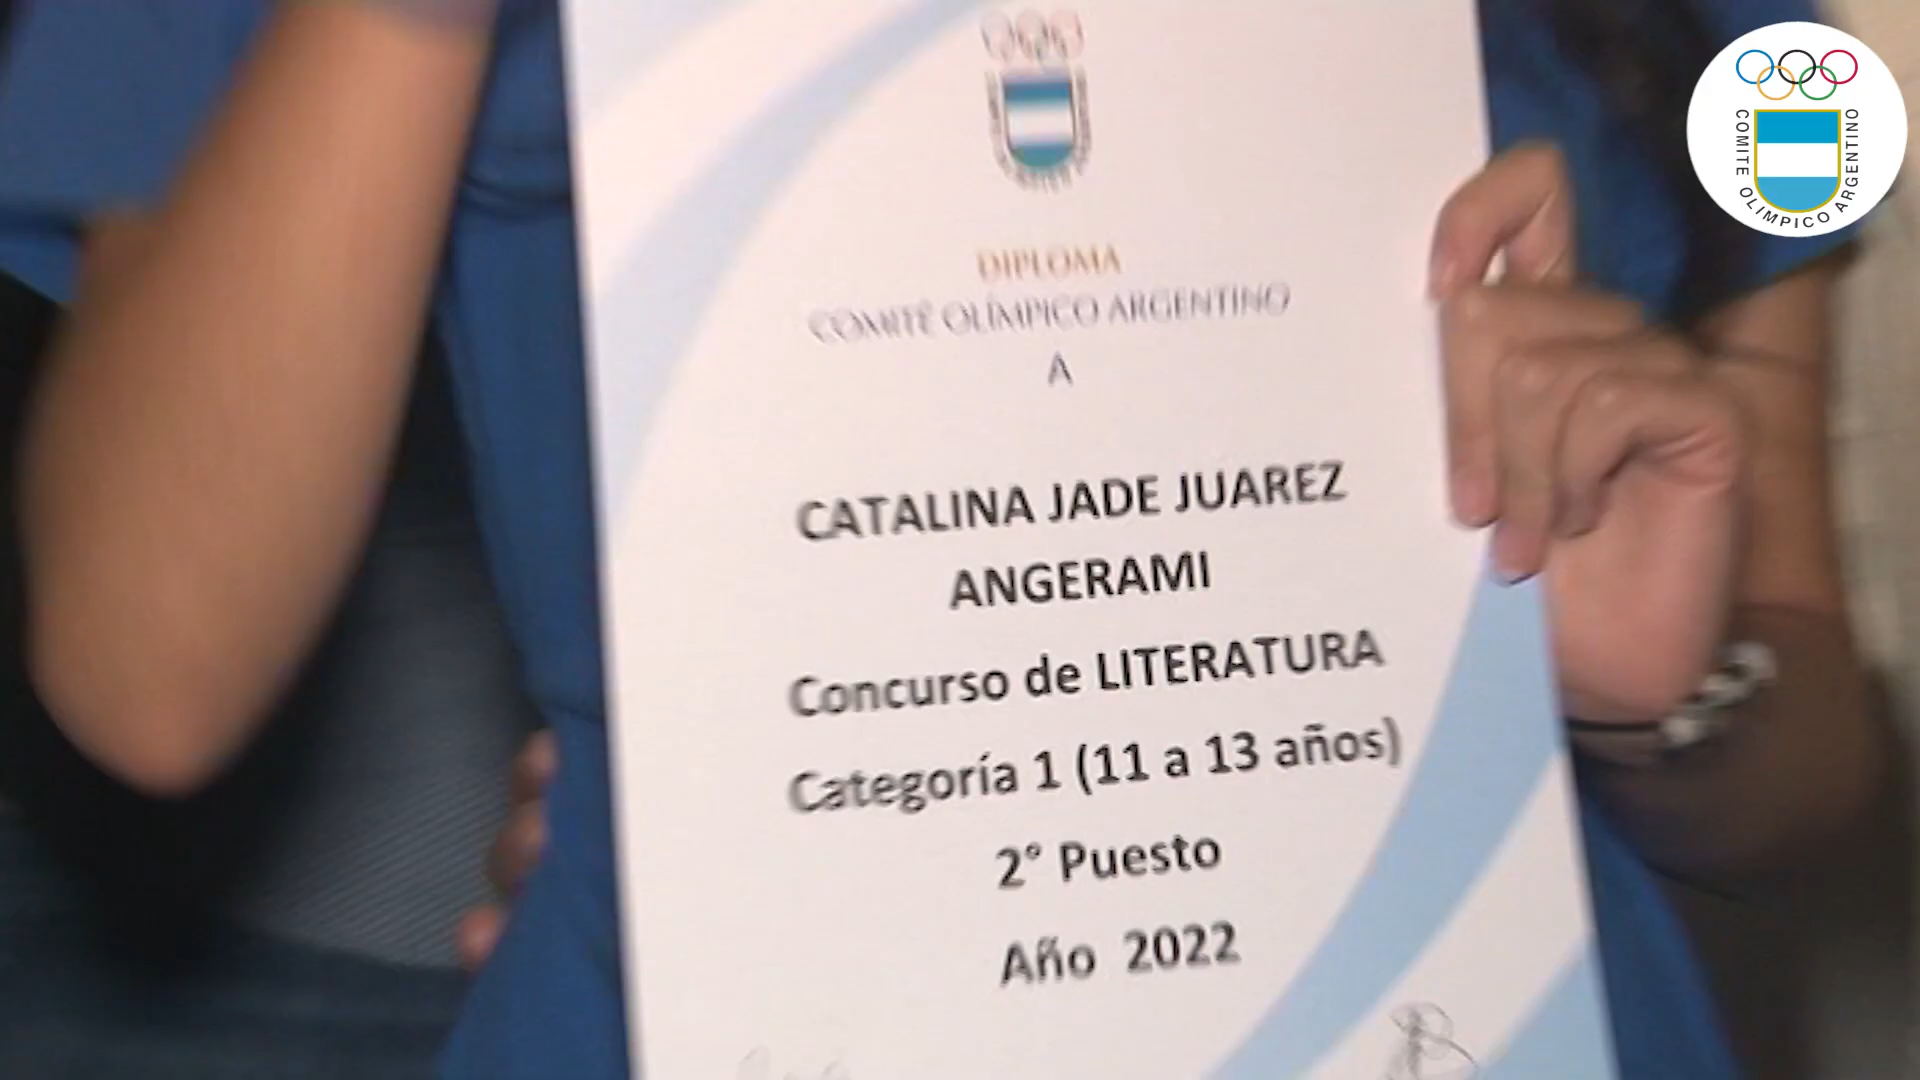 DIPLOMA
COMITÉ OLÍMPICO ARGENTINO
A
CATALINA JADE JUAREZ
ANGERAMI
Concurso de LITERATURA
Categoría 1 (11 a 13 años)
2° Puesto
Año 2022
COMITE OLIMPICO ARGENTINO